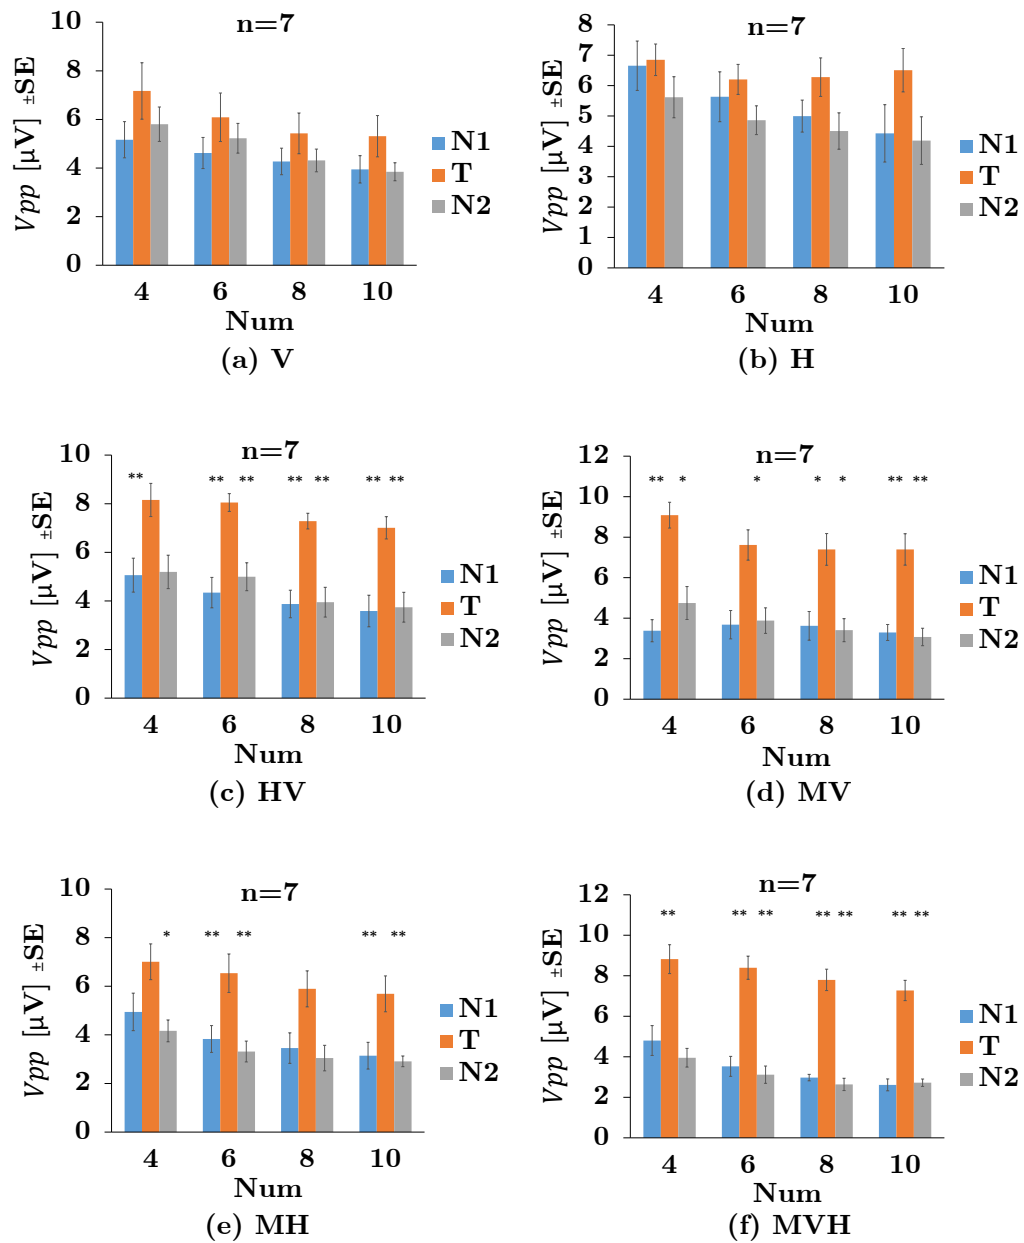 n=7
Vpp [µV] ±SE
10
8
6
4
2
0
4 6 8 10
Num
N1
T
N2
(a) V
n=7
Vpp [µV] ±SE
8
7
6
5
4
3
2
1
0
4 6 8 10
Num
N1
T
N2
(b) H
n=7
Vpp [µV] ±SE
10
8
6
4
2
0
** ** ** ** ** ** **
4 6 8 10
Num
N1
T
N2
(c) HV
n=7
Vpp [µV] ±SE
12
10
8
6
4
2
0
** * * * * ** **
4 6 8 10
Num
N1
T
N2
(d) MV
n=7
Vpp [µV] ±SE
10
8
6
4
2
0
* ** ** ** **
4 6 8 10
Num
N1
T
N2
(e) MH
n=7
Vpp [µV] ±SE
12
10
8
6
4
2
0
** ** ** ** ** ** **
4 6 8 10
Num
N1
T
N2
(f) MVH